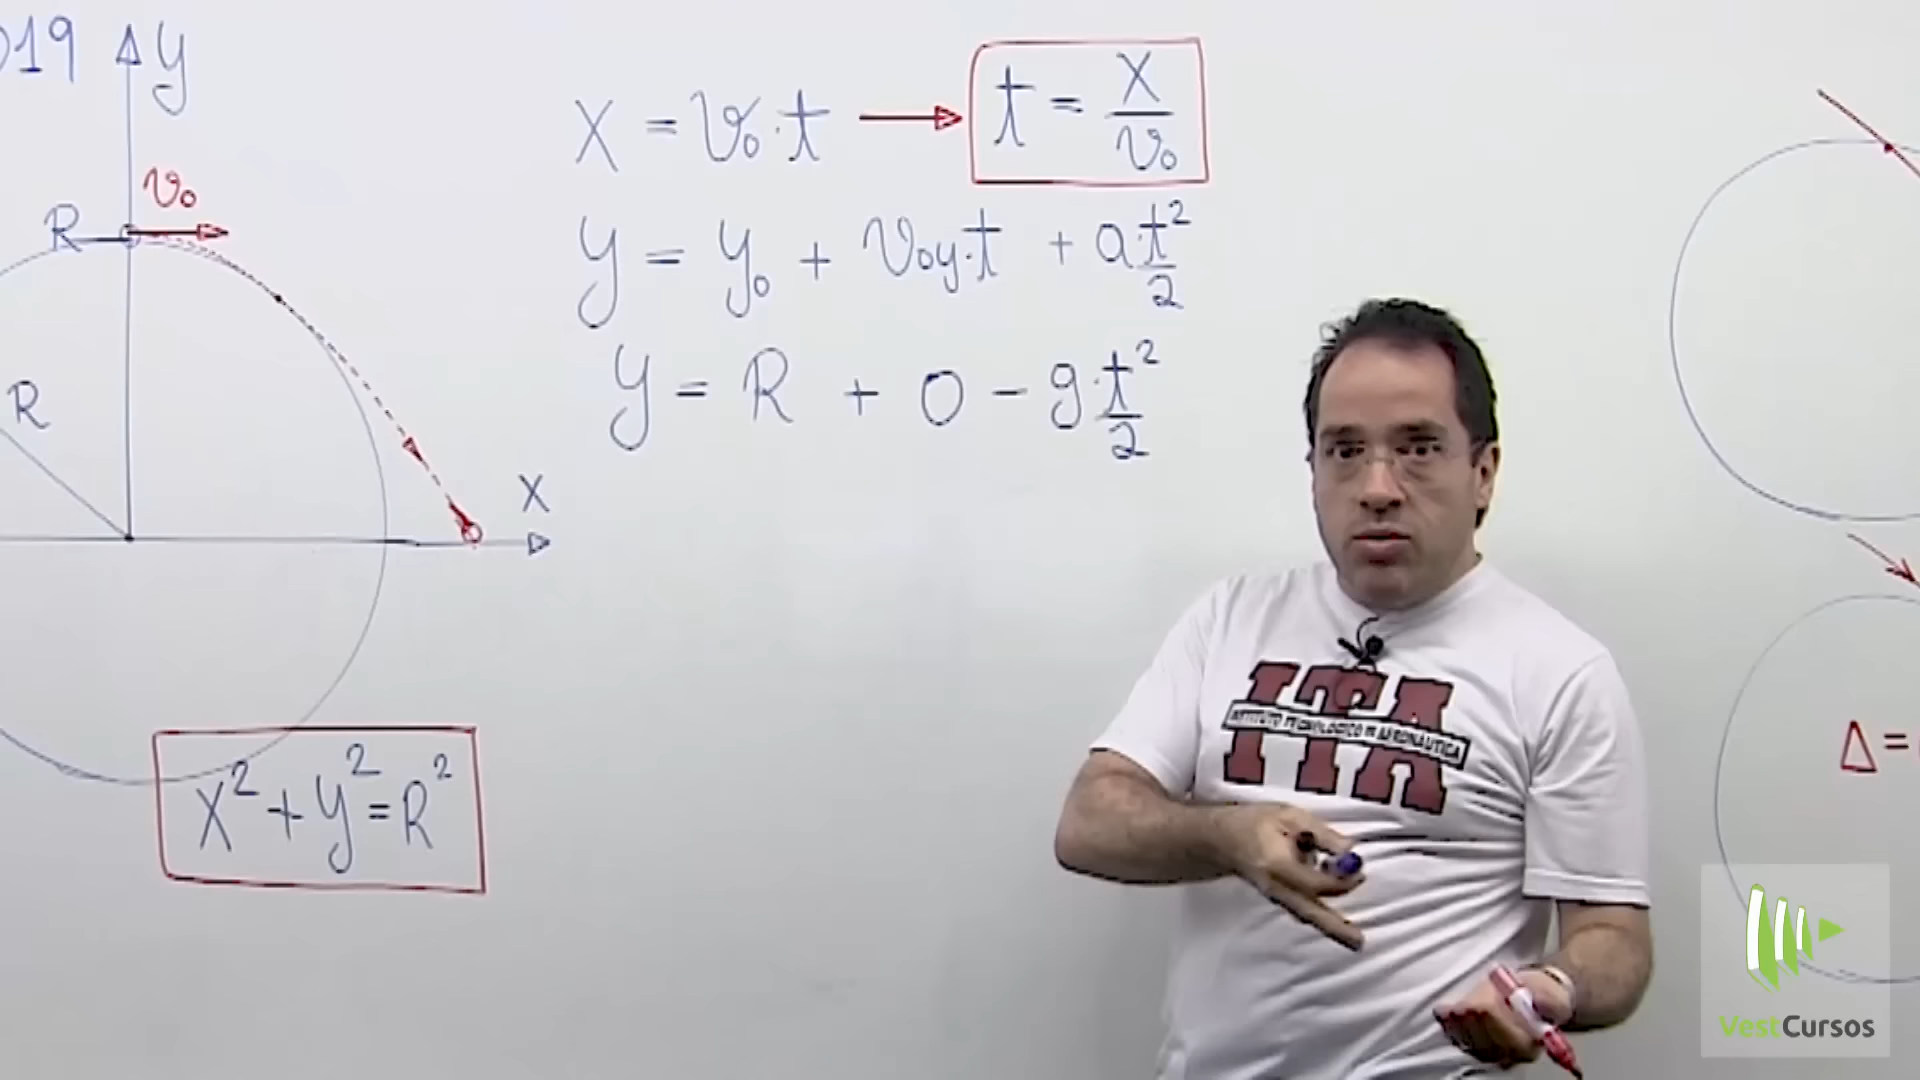 019
y
v₀
R
R
x
x = v₀·t → t = x/v₀
y = y₀ + v₀y·t + a·t²/2
y = R + 0 - g·t²/2
x² + y² = R²
Δ =
ITA
INSTITUTO TECNOLÓGICO DE AERONÁUTICA
VestCursos